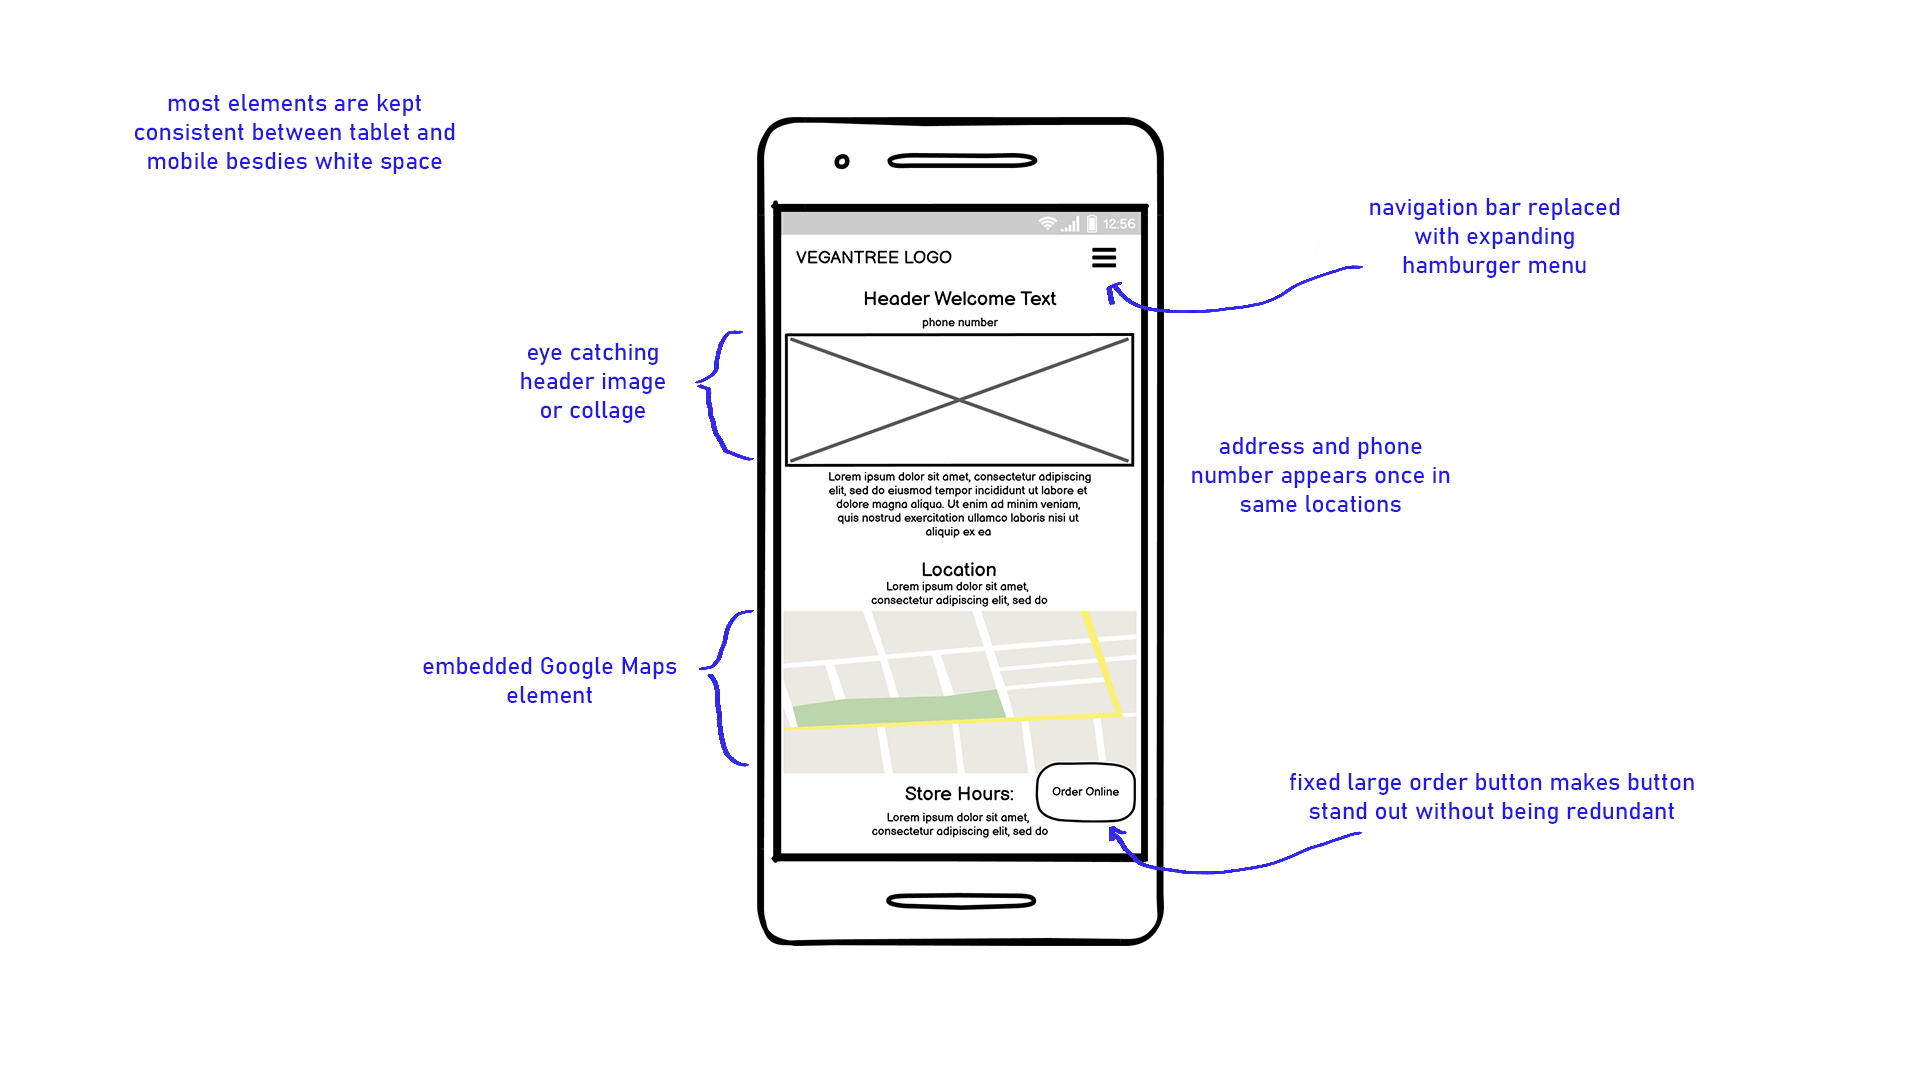 most elements are kept
consistent between tablet and
mobile besdies white space
navigation bar replaced
with expanding
hamburger menu
12:56
VEGANTREE LOGO
Header Welcome Text
phone number
eye catching
header image
or collage
address and phone
number appears once in
same locations
Lorem ipsum dolor sit amet, consectetur adipiscing
elit, sed do eiusmod tempor incididunt ut labore et
dolore magna aliqua. Ut enim ad minim veniam,
quis nostrud exercitation ullamco laboris nisi ut
aliquip ex ea
Location
Lorem ipsum dolor sit amet,
consectetur adipiscing elit, sed do
embedded Google Maps
element
Store Hours:
Lorem ipsum dolor sit amet,
consectetur adipiscing elit, sed do
Order Online
fixed large order button makes button
stand out without being redundant